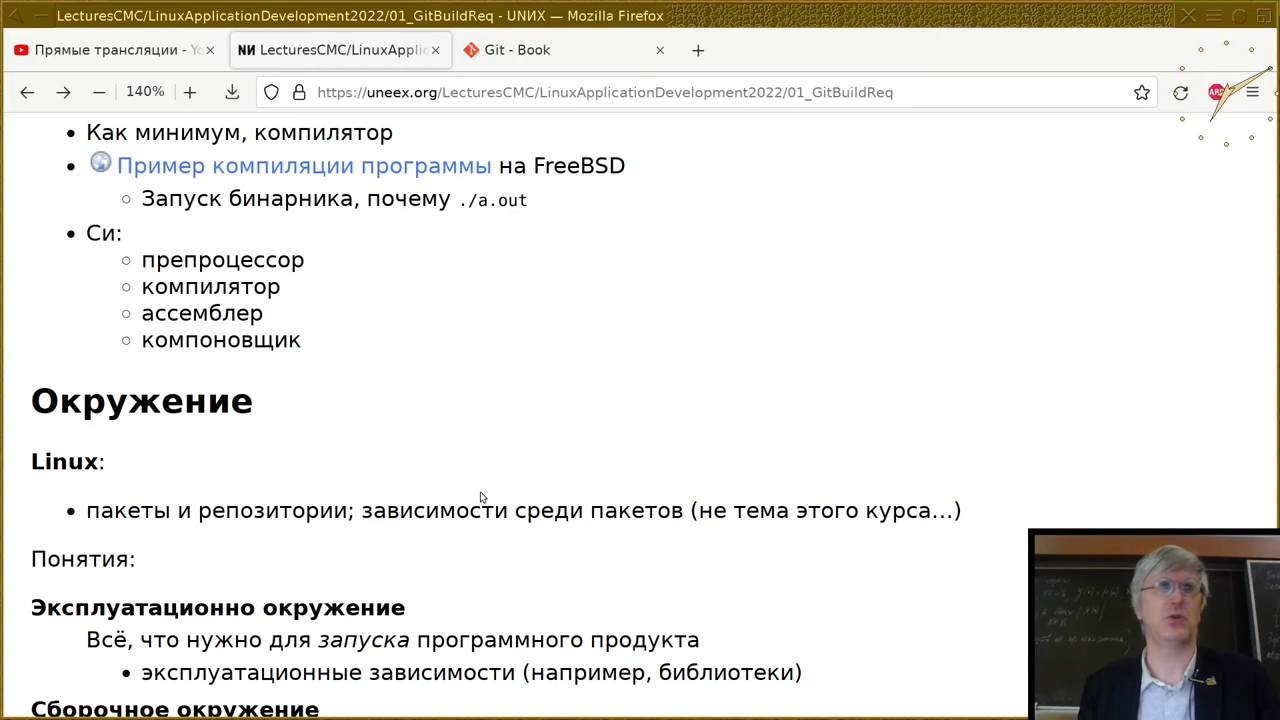 LecturesCMC/LinuxApplicationDevelopment2022/01_GitBuildReq - UNИX — Mozilla Firefox
Прямые трансляции - Yo
NИ LecturesCMC/LinuxApplic
Git - Book
140%
https://uneex.org/LecturesCMC/LinuxApplicationDevelopment2022/01_GitBuildReq
• Как минимум, компилятор
• Пример компиляции программы на FreeBSD
○ Запуск бинарника, почему ./a.out
• Си:
○ препроцессор
○ компилятор
○ ассемблер
○ компоновщик
Окружение
Linux:
• пакеты и репозитории; зависимости среди пакетов (не тема этого курса…)
Понятия:
Эксплуатационно окружение
Всё, что нужно для запуска программного продукта
• эксплуатационные зависимости (например, библиотеки)
Сборочное окружение